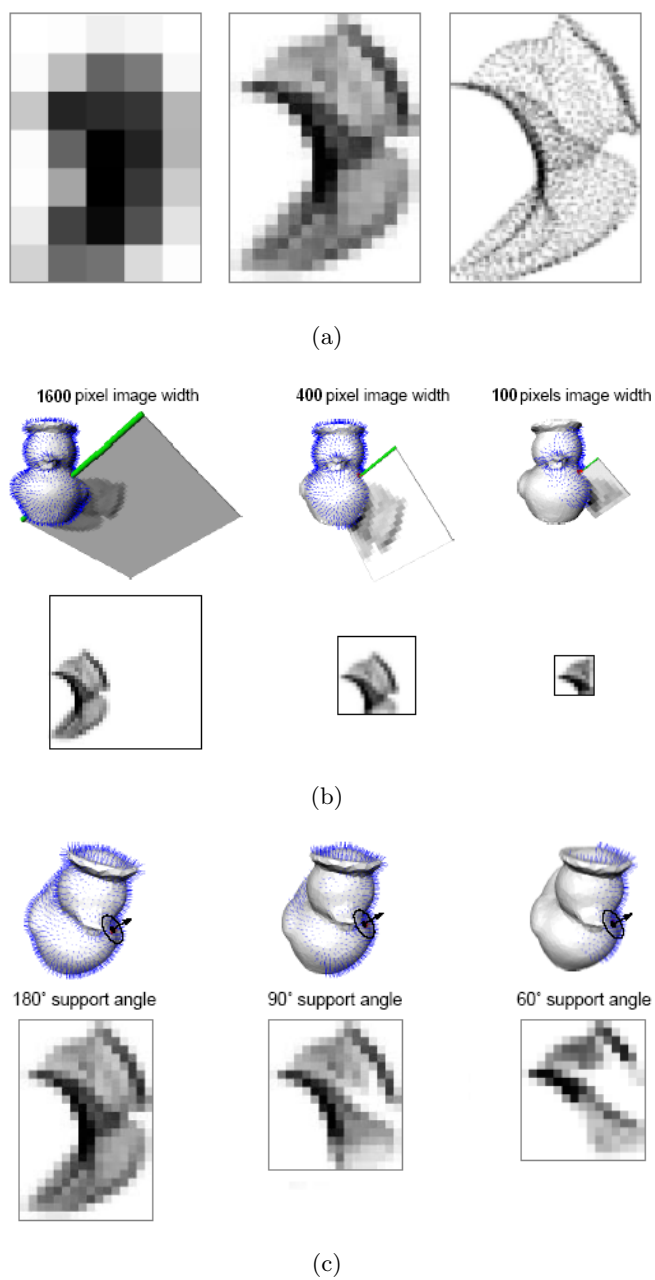 (a)
1600 pixel image width 400 pixel image width 100 pixels image width
(b)
180° support angle 90° support angle 60° support angle
(c)